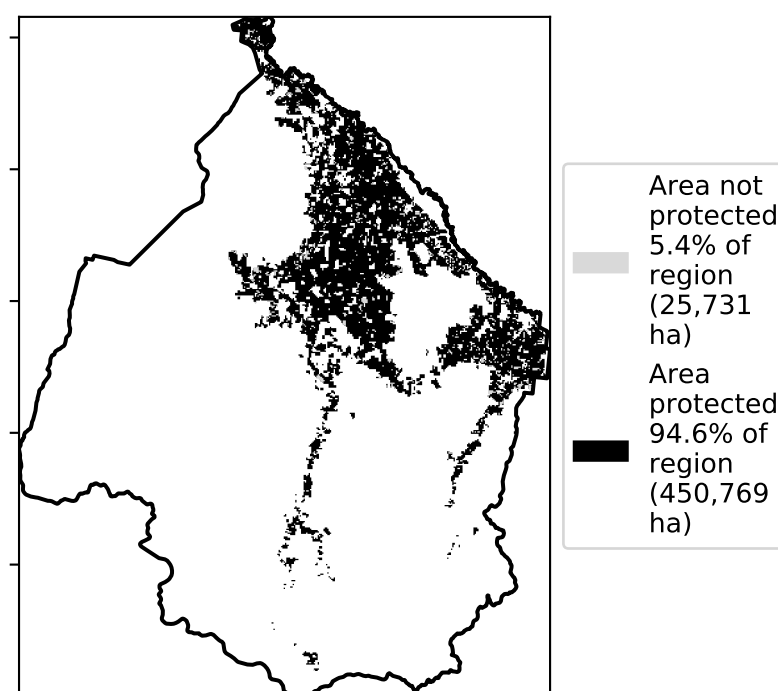 Area not
protected
5.4% of
region
(25,731
ha)
Area
protected
94.6% of
region
(450,769
ha)